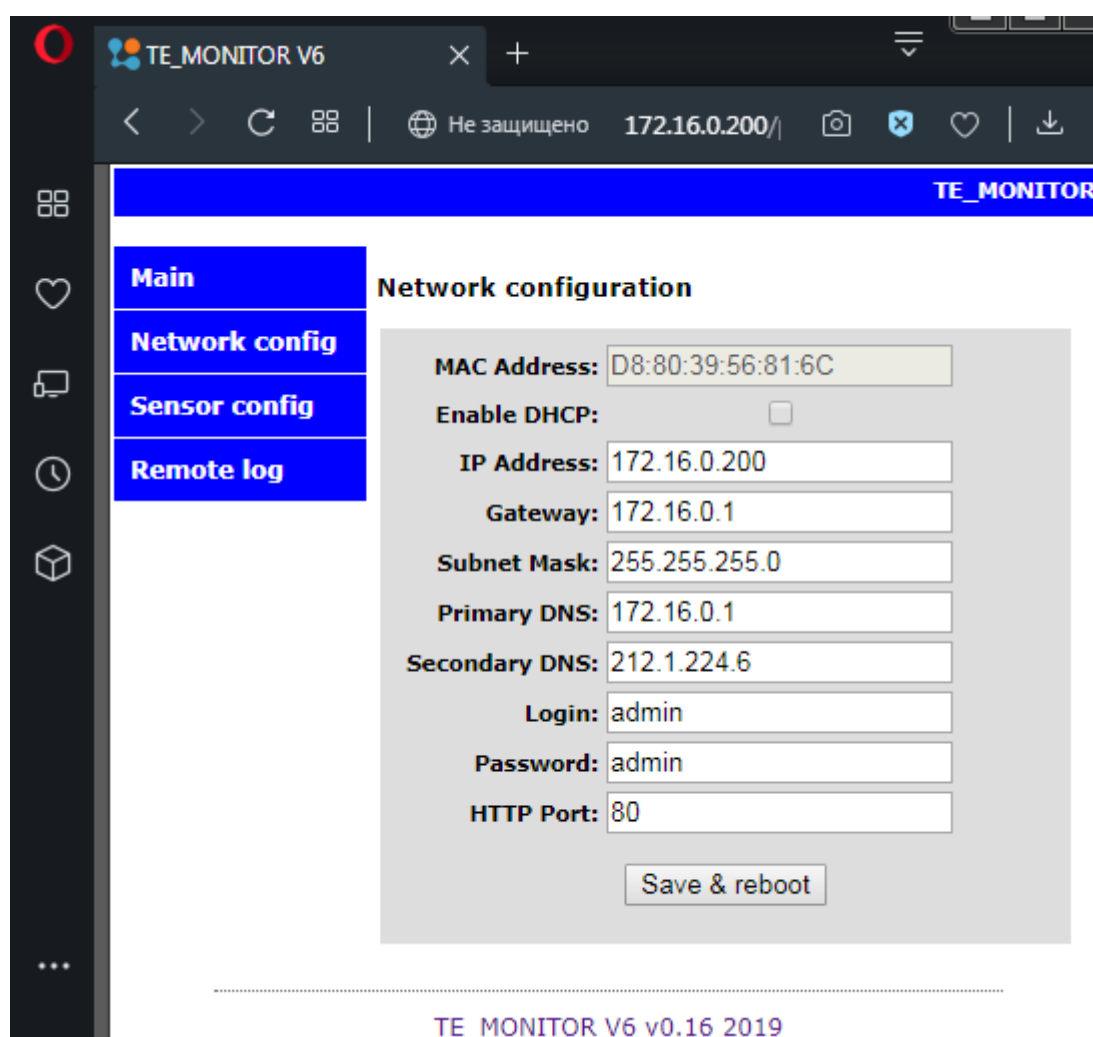 TE_MONITOR V6
Не защищено 172.16.0.200/
TE_MONITOR
Main
Network config
Sensor config
Remote log
Network configuration
MAC Address: D8:80:39:56:81:6C
Enable DHCP:
IP Address: 172.16.0.200
Gateway: 172.16.0.1
Subnet Mask: 255.255.255.0
Primary DNS: 172.16.0.1
Secondary DNS: 212.1.224.6
Login: admin
Password: admin
HTTP Port: 80
Save & reboot
TE MONITOR V6 v0.16 2019